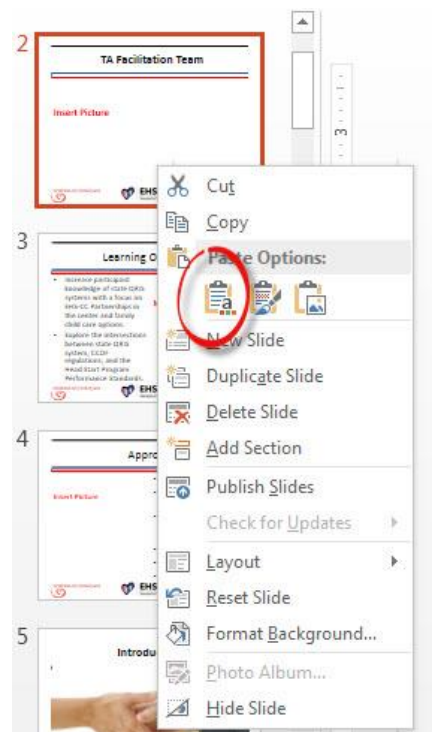 2
TA Facilitation Team
Insert Picture
EHS
3
Learning O
• Increase participant
knowledge of state QRIS
systems with a focus on
EHS-CC Partnerships in
the center and family
child care options.
• Explore the intersections
between state QRIS
system, CCDF
regulations, and the
Head Start Program
Performance Standards.
EHS
4
Appro
Insert Picture
EHS
5
Introdu
3
Cut
Copy
Paste Options:
a
New Slide
Duplicate Slide
Delete Slide
Add Section
Publish Slides
Check for Updates
Layout
Reset Slide
Format Background...
Photo Album...
Hide Slide